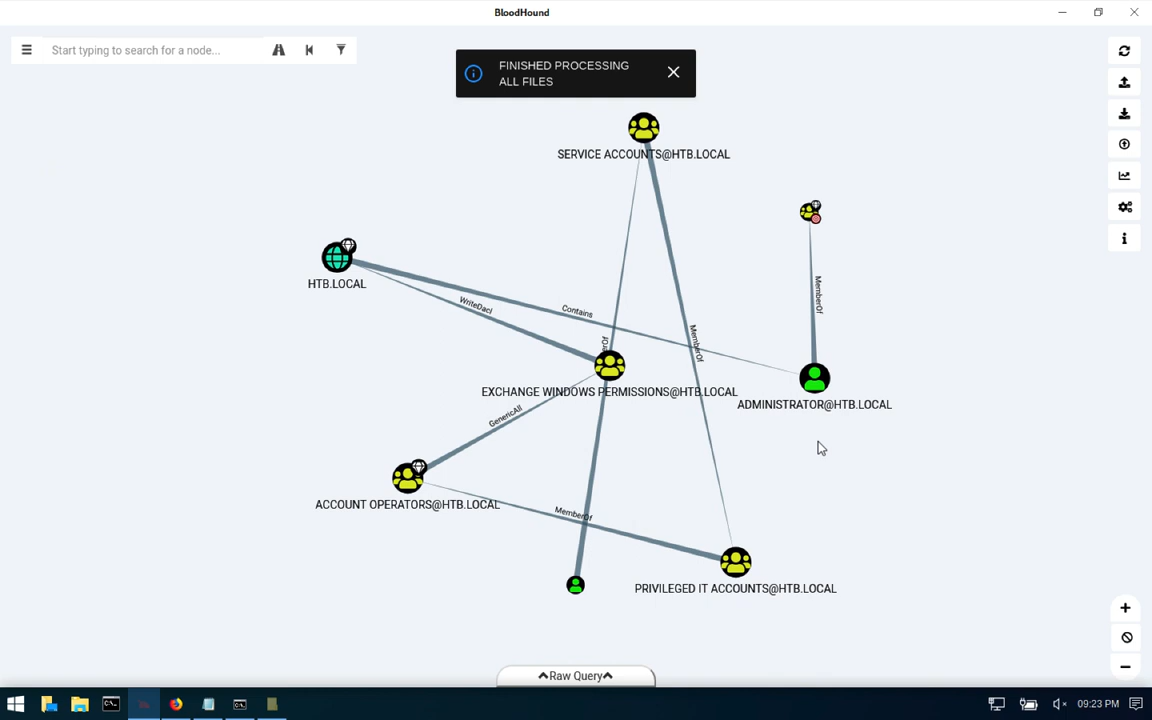 BloodHound
Start typing to search for a node...
FINISHED PROCESSING
ALL FILES
SERVICE ACCOUNTS@HTB.LOCAL
HTB.LOCAL
WriteDacl
Contains
MemberOf
MemberOf
EXCHANGE WINDOWS PERMISSIONS@HTB.LOCAL
ADMINISTRATOR@HTB.LOCAL
GenericAll
ACCOUNT OPERATORS@HTB.LOCAL
MemberOf
PRIVILEGED IT ACCOUNTS@HTB.LOCAL
Raw Query
09:23 PM